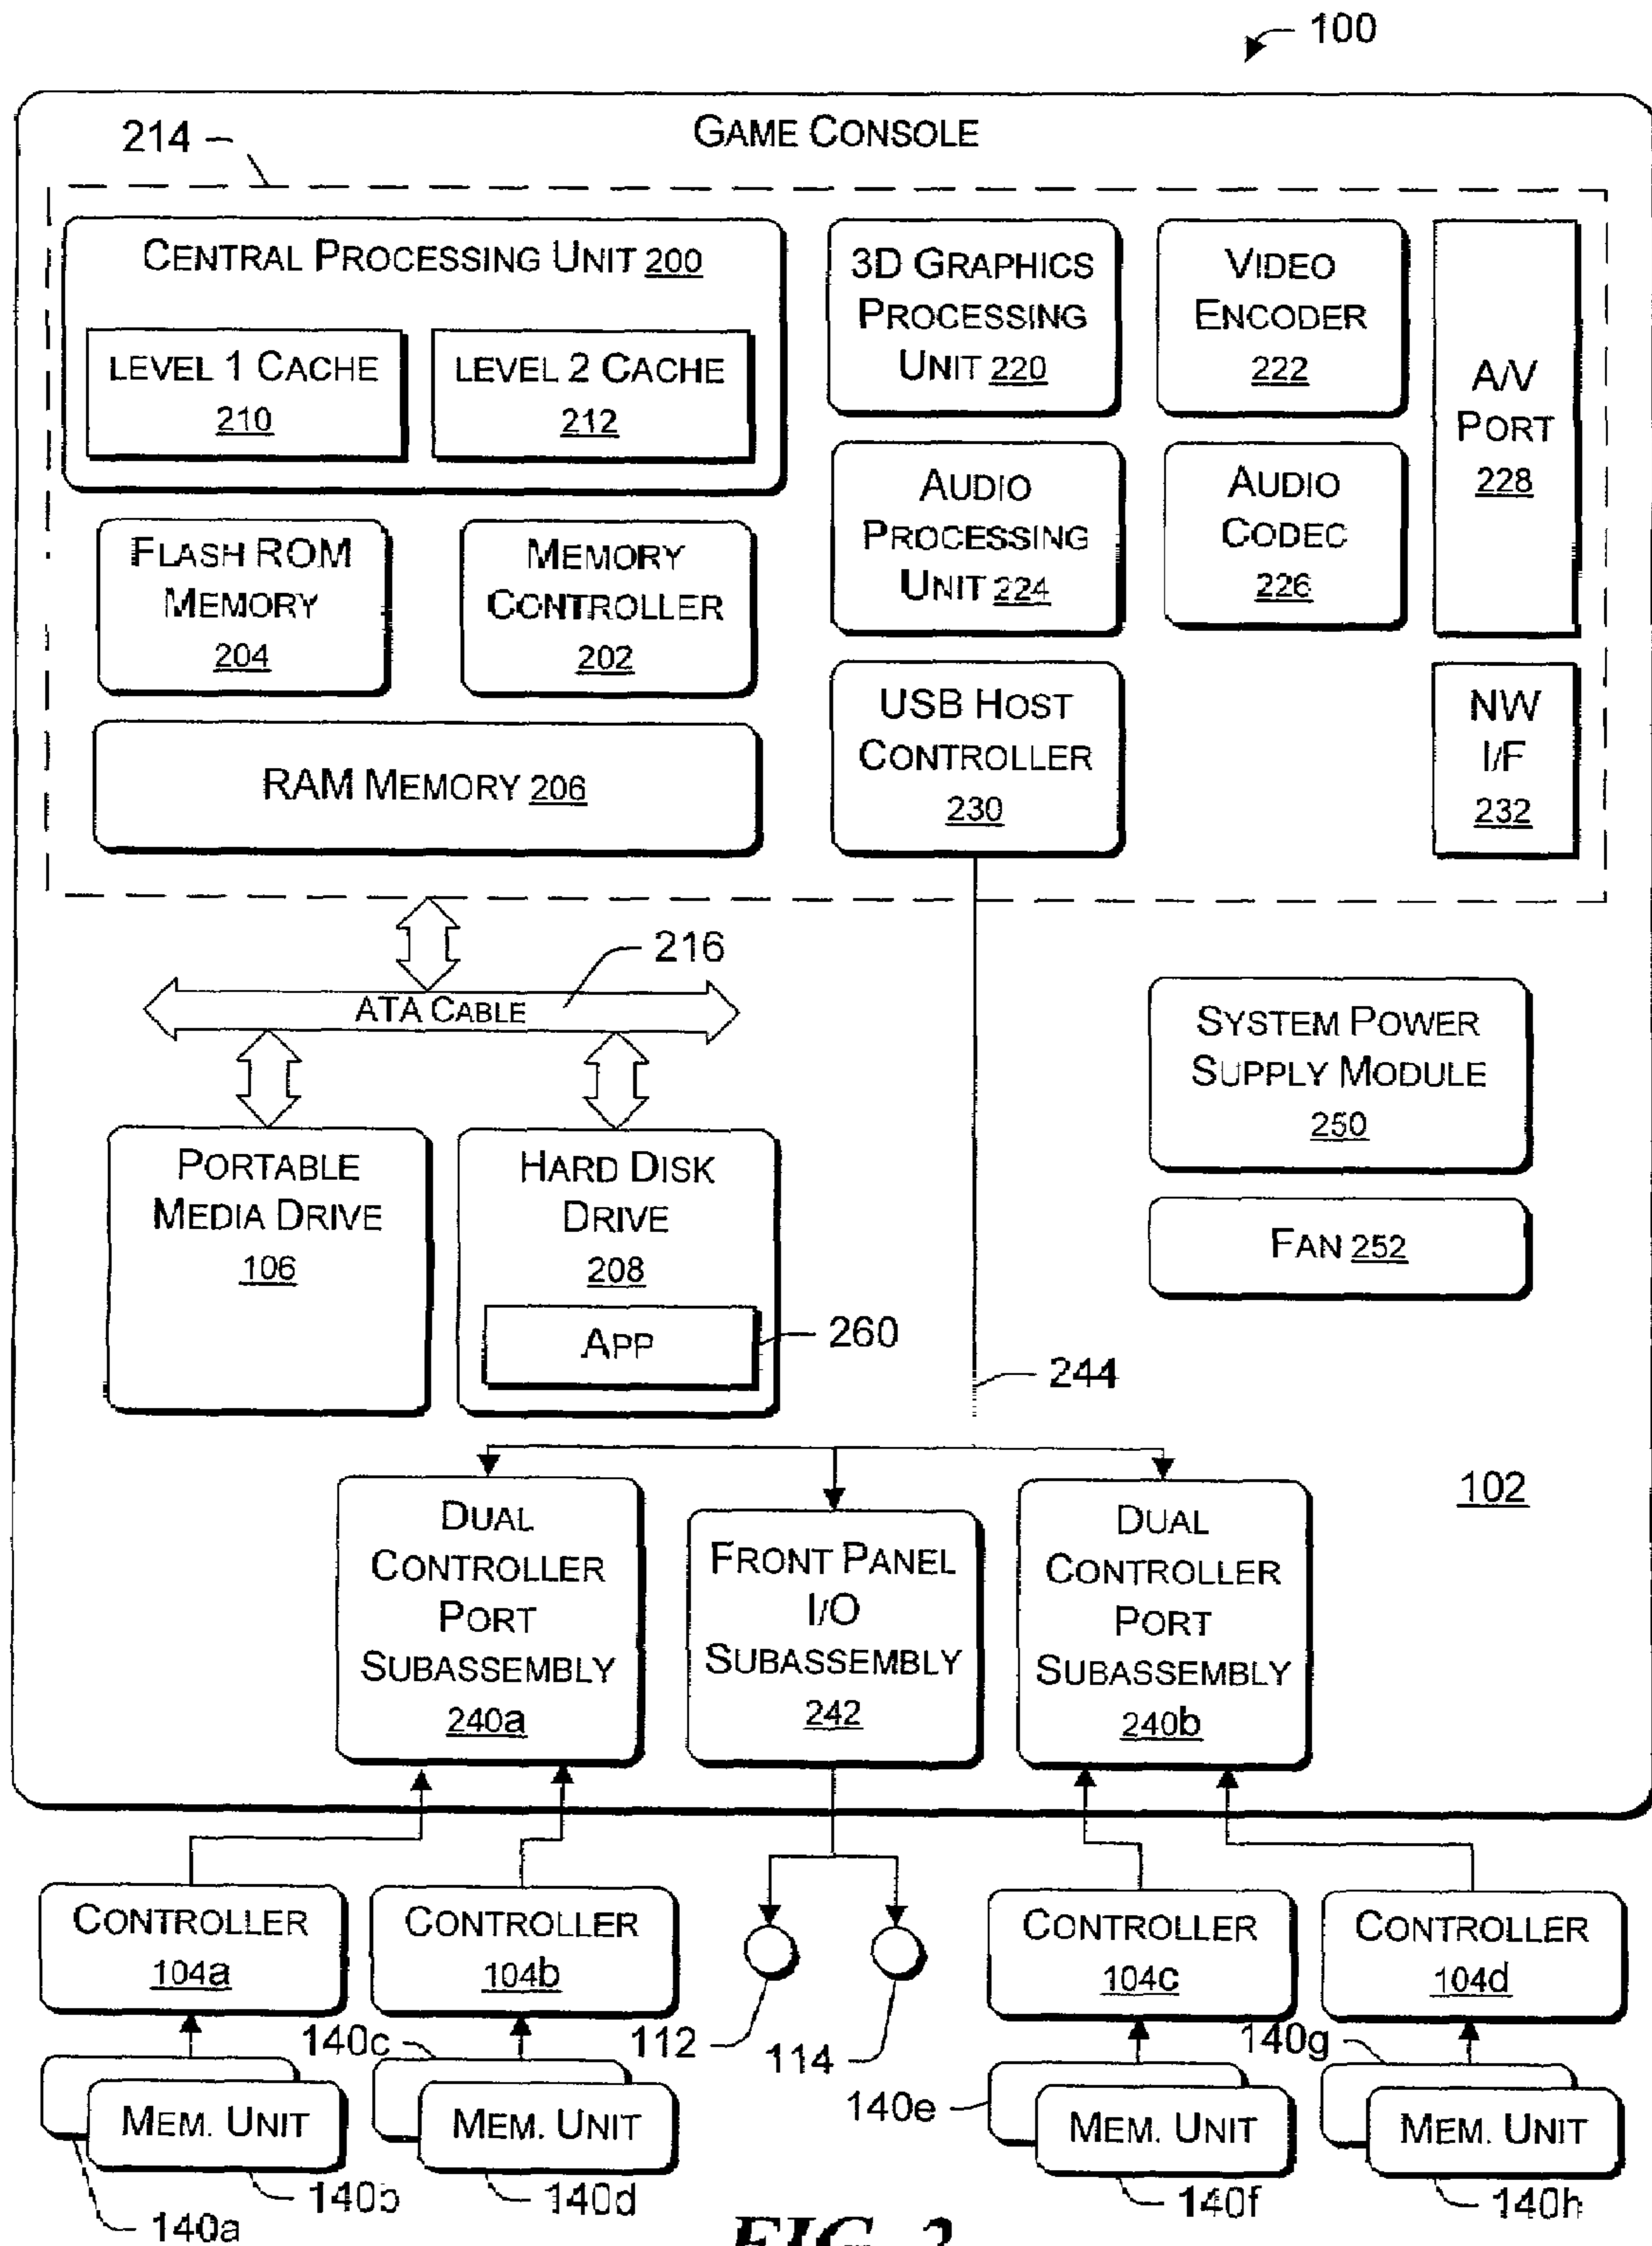 100
GAME CONSOLE
214
CENTRAL PROCESSING UNIT 200
LEVEL 1 CACHE
210
LEVEL 2 CACHE
212
3D GRAPHICS
PROCESSING
UNIT 220
VIDEO
ENCODER
222
A/V
PORT
228
AUDIO
PROCESSING
UNIT 224
AUDIO
CODEC
226
FLASH ROM
MEMORY
204
MEMORY
CONTROLLER
202
USB HOST
CONTROLLER
230
NW
I/F
232
RAM MEMORY 206
216
ATA CABLE
SYSTEM POWER
SUPPLY MODULE
250
PORTABLE
MEDIA DRIVE
106
HARD DISK
DRIVE
208
APP
260
FAN 252
244
102
DUAL
CONTROLLER
PORT
SUBASSEMBLY
240a
FRONT PANEL
I/O
SUBASSEMBLY
242
DUAL
CONTROLLER
PORT
SUBASSEMBLY
240b
CONTROLLER
104a
CONTROLLER
104b
CONTROLLER
104c
CONTROLLER
104d
140c
112
114
140g
140e
MEM. UNIT
MEM. UNIT
MEM. UNIT
MEM. UNIT
140a
140b
140d
140f
140h
FIG. 2